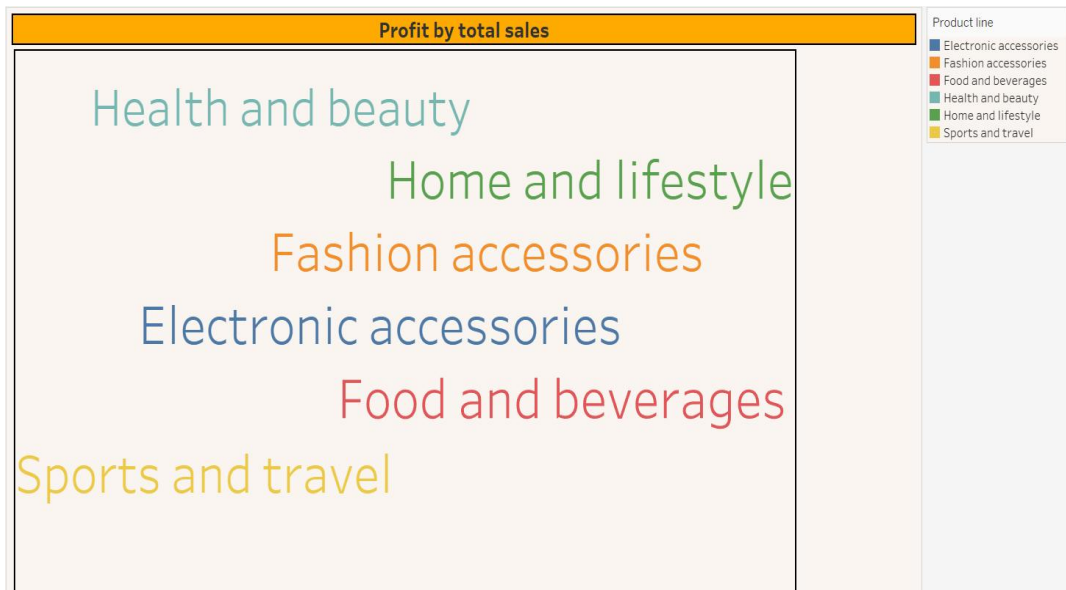 Profit by total sales
Health and beauty
Home and lifestyle
Fashion accessories
Electronic accessories
Food and beverages
Sports and travel
Product line
Electronic accessories
Fashion accessories
Food and beverages
Health and beauty
Home and lifestyle
Sports and travel